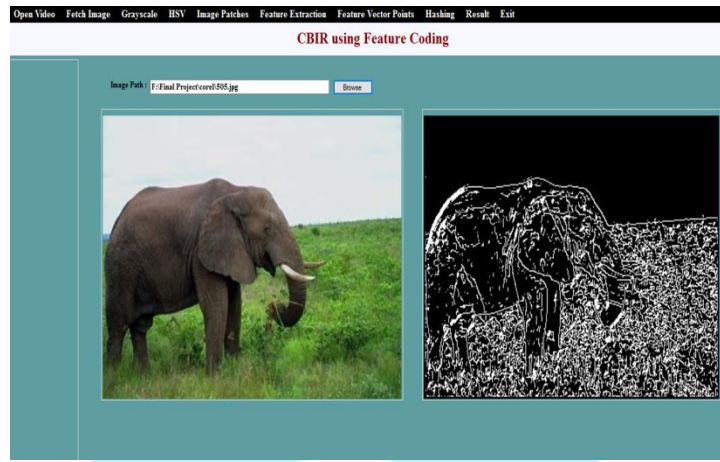 Open Video Fetch Image Grayscale HSV Image Patches Feature Extraction Feature Vector Points Hashing Result Exit
CBIR using Feature Coding
Image Path : F:\Final Project\corel\505.jpg Browse